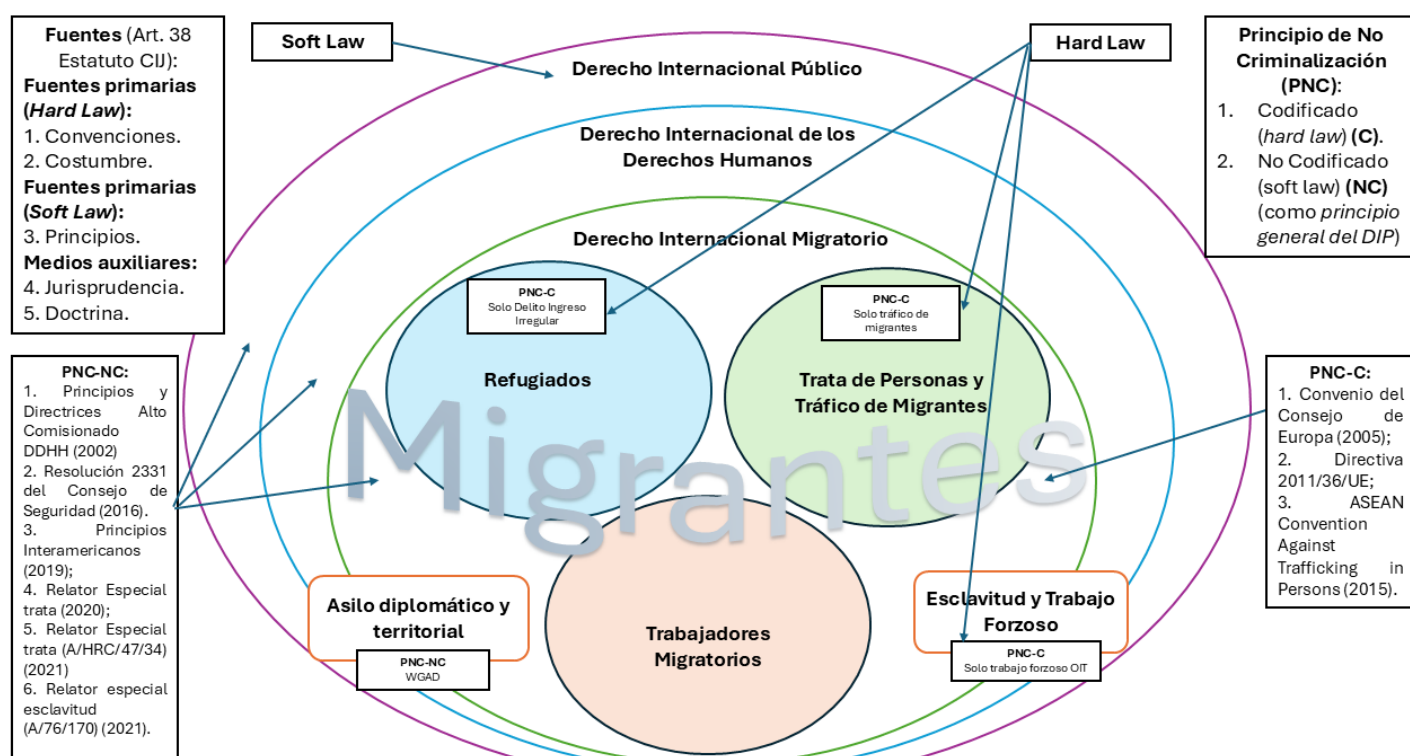 Fuentes (Art. 38
Estatuto CIJ):
Fuentes primarias
(Hard Law):
1. Convenciones.
2. Costumbre.
Fuentes primarias
(Soft Law):
3. Principios.
Medios auxiliares:
4. Jurisprudencia.
5. Doctrina.
Soft Law
Hard Law
Principio de No
Criminalización
(PNC):
1. Codificado
(hard law) (C).
2. No Codificado
(soft law) (NC)
(como principio
general del DIP)
Derecho Internacional Público
Derecho Internacional de los
Derechos Humanos
Derecho Internacional Migratorio
PNC-C
Solo Delito Ingreso
Irregular
Refugiados
PNC-C
Solo tráfico de
migrantes
Trata de Personas y
Tráfico de Migrantes
Migrantes
PNC-NC:
1. Principios y
Directrices Alto
Comisionado
DDHH (2002)
2. Resolución 2331
del Consejo de
Seguridad (2016).
3. Principios
Interamericanos
(2019);
4. Relator Especial
trata (2020);
5. Relator Especial
trata (A/HRC/47/34)
(2021)
6. Relator especial
esclavitud
(A/76/170) (2021).
PNC-C:
1. Convenio del
Consejo de
Europa (2005);
2. Directiva
2011/36/UE;
3. ASEAN
Convention
Against
Trafficking in
Persons (2015).
Asilo diplomático y
territorial
PNC-NC
WGAD
Trabajadores
Migratorios
Esclavitud y Trabajo
Forzoso
PNC-C
Solo trabajo forzoso OIT